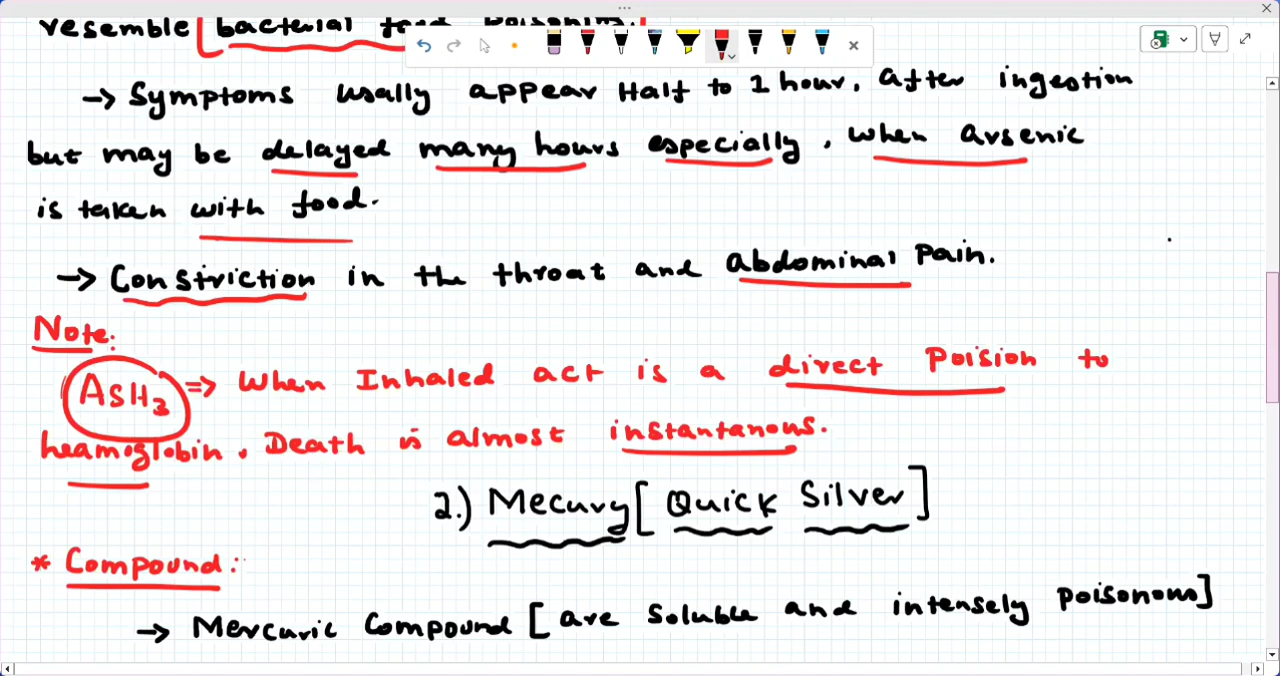 resemble [bacterial food poisoning.]
→ Symptoms usally appear Half to 1 hour, After ingestion
but may be delayed many hours especially, when arsenic
is taken with food.
→ Constriction in the throat and abdominal pain.
Note:
AsH3 => When Inhaled act is a direct Poision to
heamoglobin. Death is almost instantanous.
2.) Mecury [Quick Silver]
* Compound:
→ Mercuric Compound [are soluble and intensely poisonous]